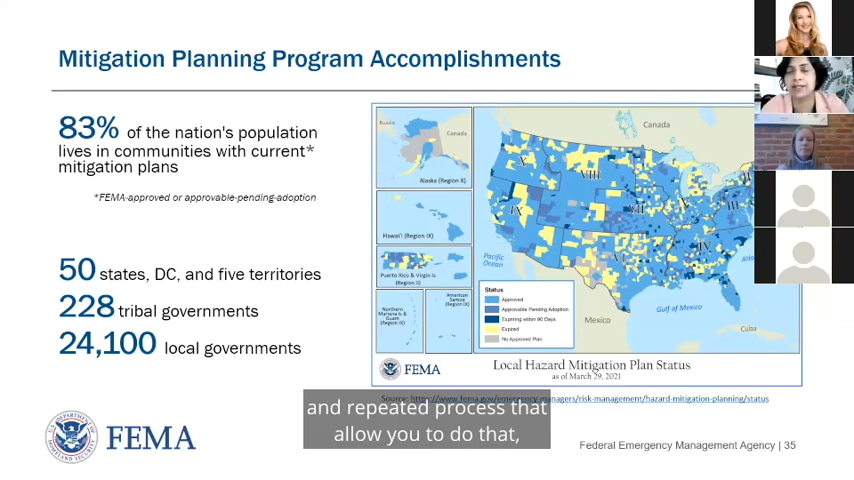 Mitigation Planning Program Accomplishments
83% of the nation's population
lives in communities with current*
mitigation plans
*FEMA-approved or approvable-pending-adoption
50 states, DC, and five territories
228 tribal governments
24,100 local governments
Russia
Canada
Alaska (Region X)
Hawai'i (Region IX)
Puerto Rico & Virgin Is
(Region II)
Northern
Mariana Is &
Guam
(Region IX)
American
Samoa
(Region IX)
Canada
X
VIII
IX
VII
V
VI
IV
III
II
Pacific
Ocean
Gulf of Mexico
Mexico
Cuba
Status
Approved
Approvable Pending Adoption
Expiring within 90 Days
Expired
No Approved Plan
FEMA
Local Hazard Mitigation Plan Status
as of March 29, 2021
Source: https://www.fema.gov/emergency-managers/risk-management/hazard-mitigation-planning/status
and repeated process that
allow you to do that,
FEMA
Federal Emergency Management Agency | 35